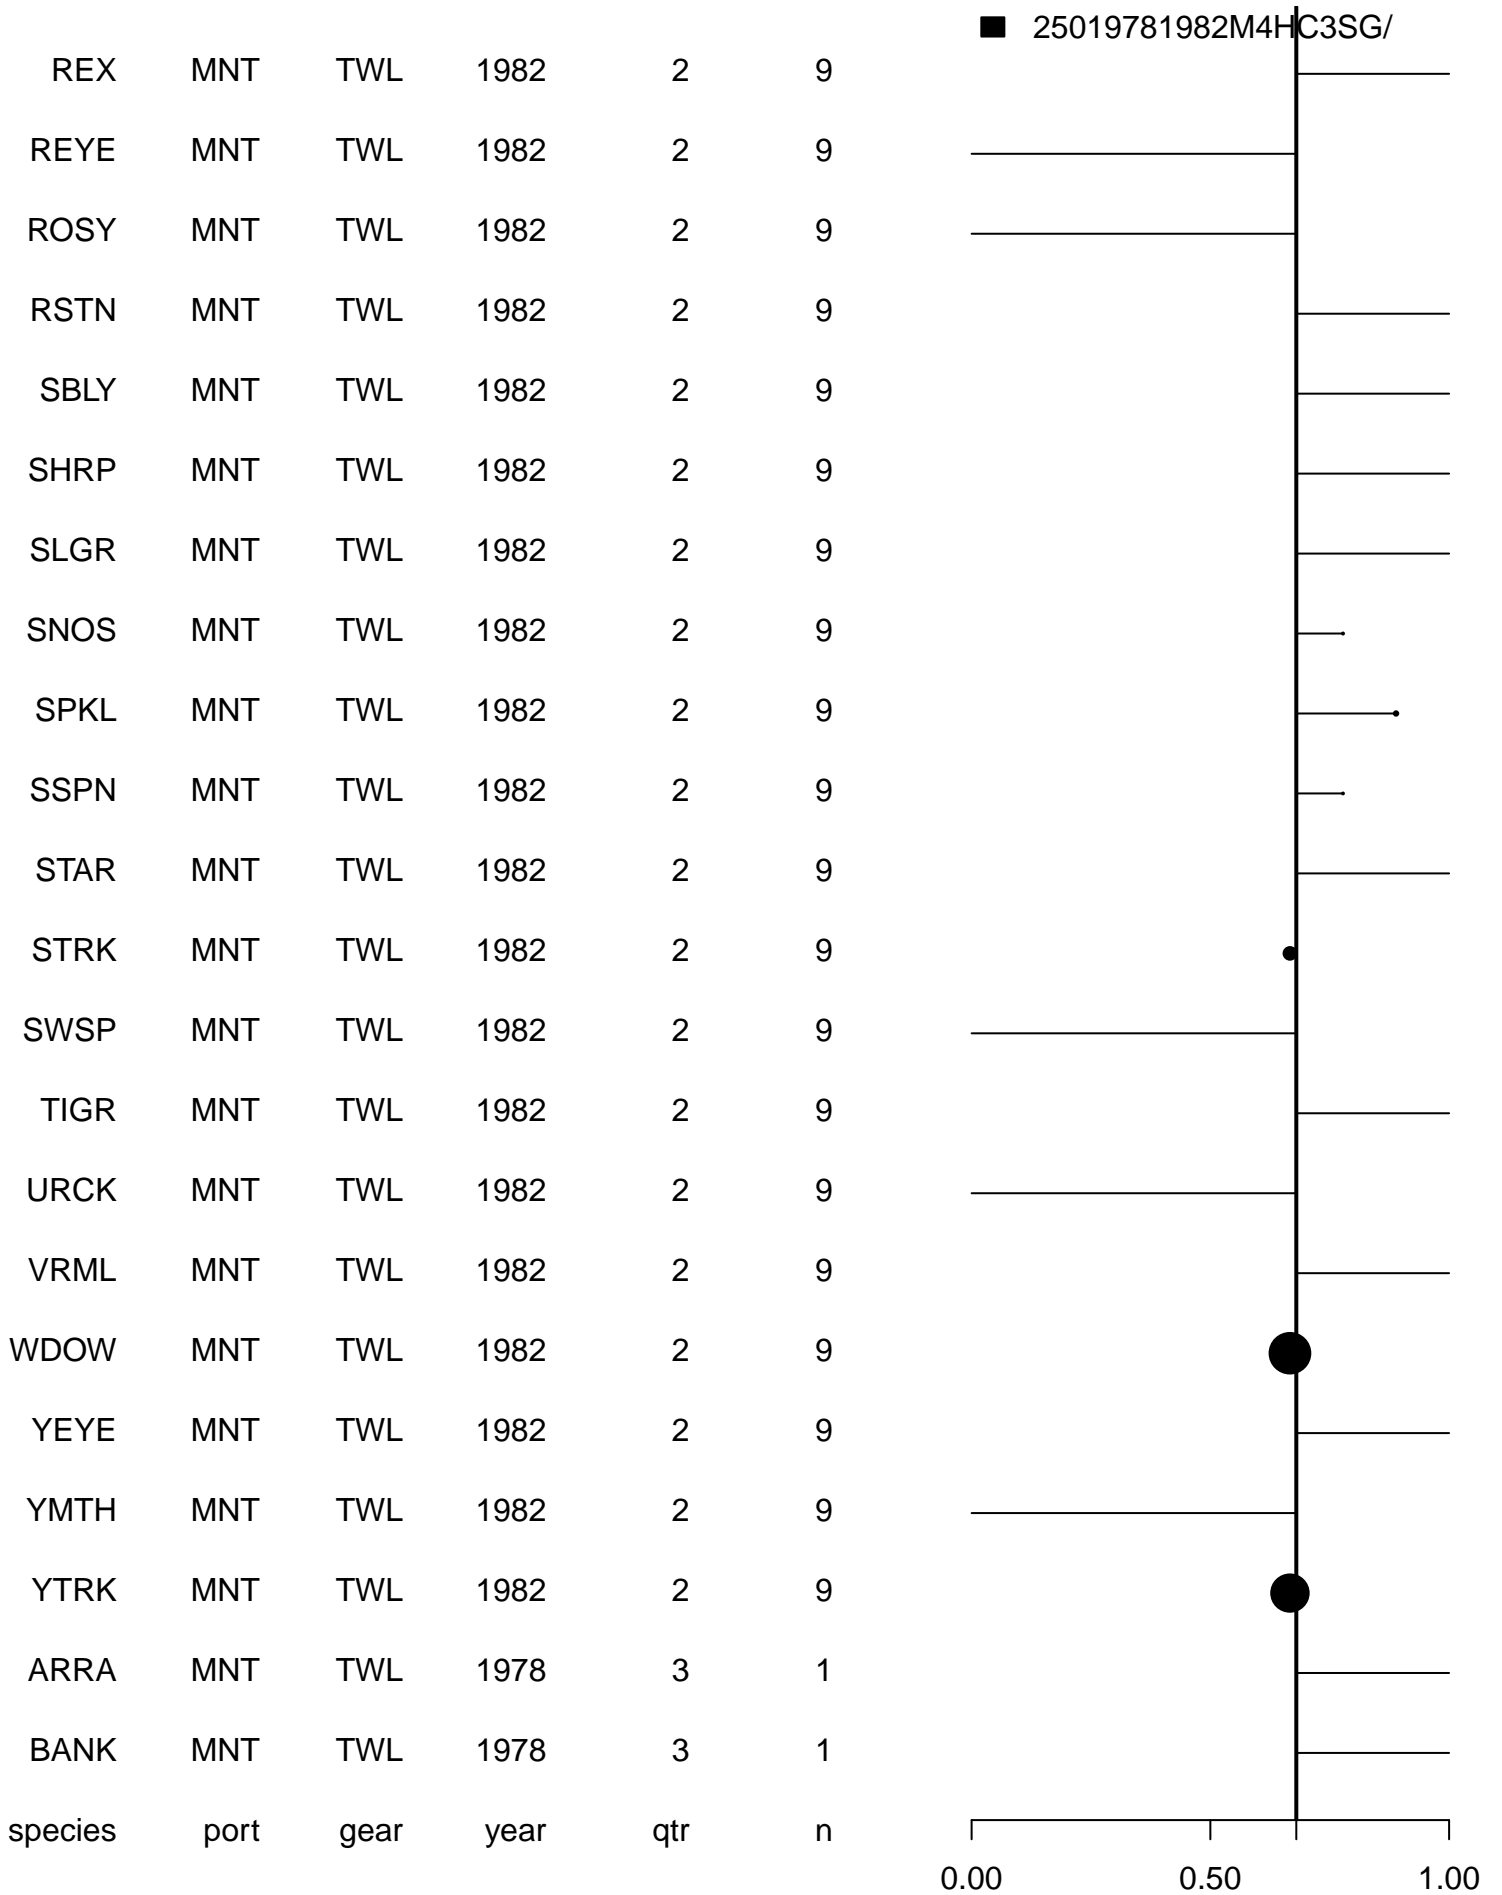 25019781982M4HC3SG/
REX MNT TWL 1982 2 9
REYE MNT TWL 1982 2 9
ROSY MNT TWL 1982 2 9
RSTN MNT TWL 1982 2 9
SBLY MNT TWL 1982 2 9
SHRP MNT TWL 1982 2 9
SLGR MNT TWL 1982 2 9
SNOS MNT TWL 1982 2 9
SPKL MNT TWL 1982 2 9
SSPN MNT TWL 1982 2 9
STAR MNT TWL 1982 2 9
STRK MNT TWL 1982 2 9
SWSP MNT TWL 1982 2 9
TIGR MNT TWL 1982 2 9
URCK MNT TWL 1982 2 9
VRML MNT TWL 1982 2 9
WDOW MNT TWL 1982 2 9
YEYE MNT TWL 1982 2 9
YMTH MNT TWL 1982 2 9
YTRK MNT TWL 1982 2 9
ARRA MNT TWL 1978 3 1
BANK MNT TWL 1978 3 1
species port gear year qtr n
0.00 0.50 1.00